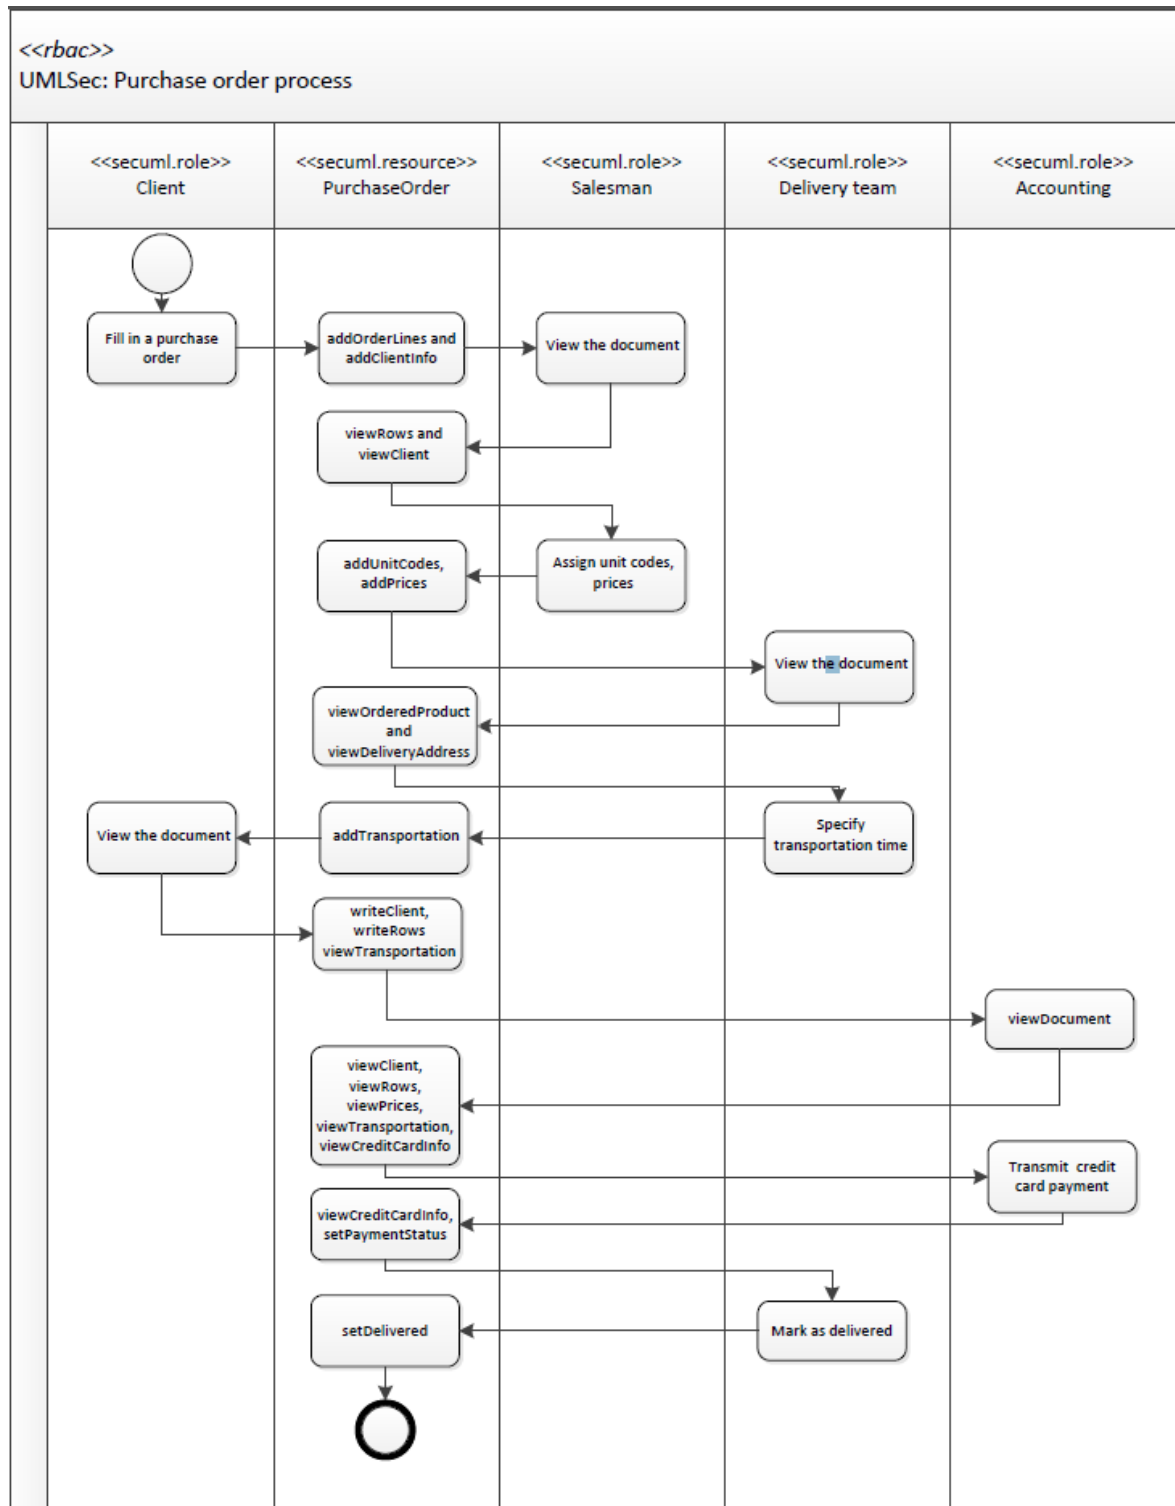 <<rbac>>
UMLSec: Purchase order process
<<secuml.role>>
Client
<<secuml.resource>>
PurchaseOrder
<<secuml.role>>
Salesman
<<secuml.role>>
Delivery team
<<secuml.role>>
Accounting
Fill in a purchase
order
addOrderLines and
addClientInfo
View the document
viewRows and
viewClient
addUnitCodes,
addPrices
Assign unit codes,
prices
View the document
viewOrderedProduct
and
viewDeliveryAddress
View the document
addTransportation
Specify
transportation time
writeClient,
writeRows
viewTransportation
viewDocument
viewClient,
viewRows,
viewPrices,
viewTransportation,
viewCreditCardInfo
Transmit credit
card payment
viewCreditCardInfo,
setPaymentStatus
setDelivered
Mark as delivered